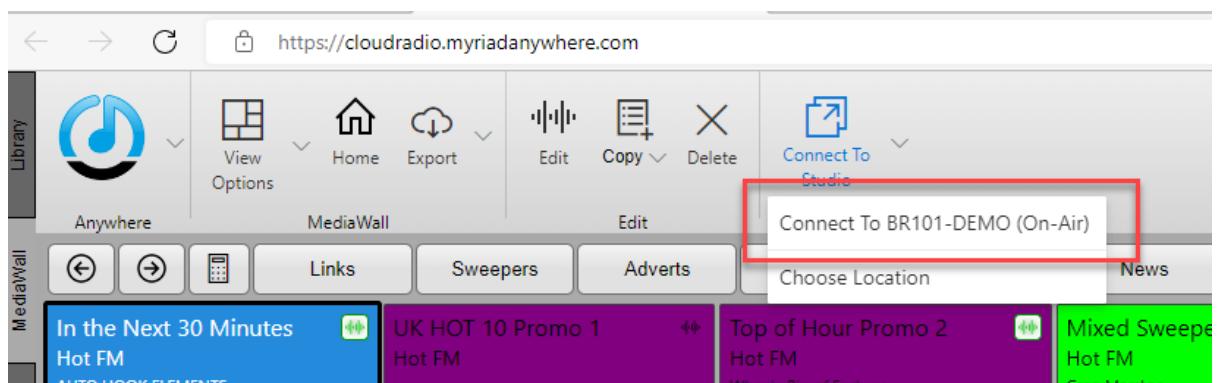 https://cloudradio.myriadanywhere.com
Library
View
Options
Home
Export
Edit
Copy
Delete
Connect To
Studio
Anywhere
MediaWall
Edit
Connect To BR101-DEMO (On-Air)
Choose Location
MediaWall
Links
Sweepers
Adverts
News
In the Next 30 Minutes
Hot FM
AUTO HOOK ELEMENTS
UK HOT 10 Promo 1
Hot FM
Top of Hour Promo 2
Hot FM
Mixed Sweepe
Hot FM